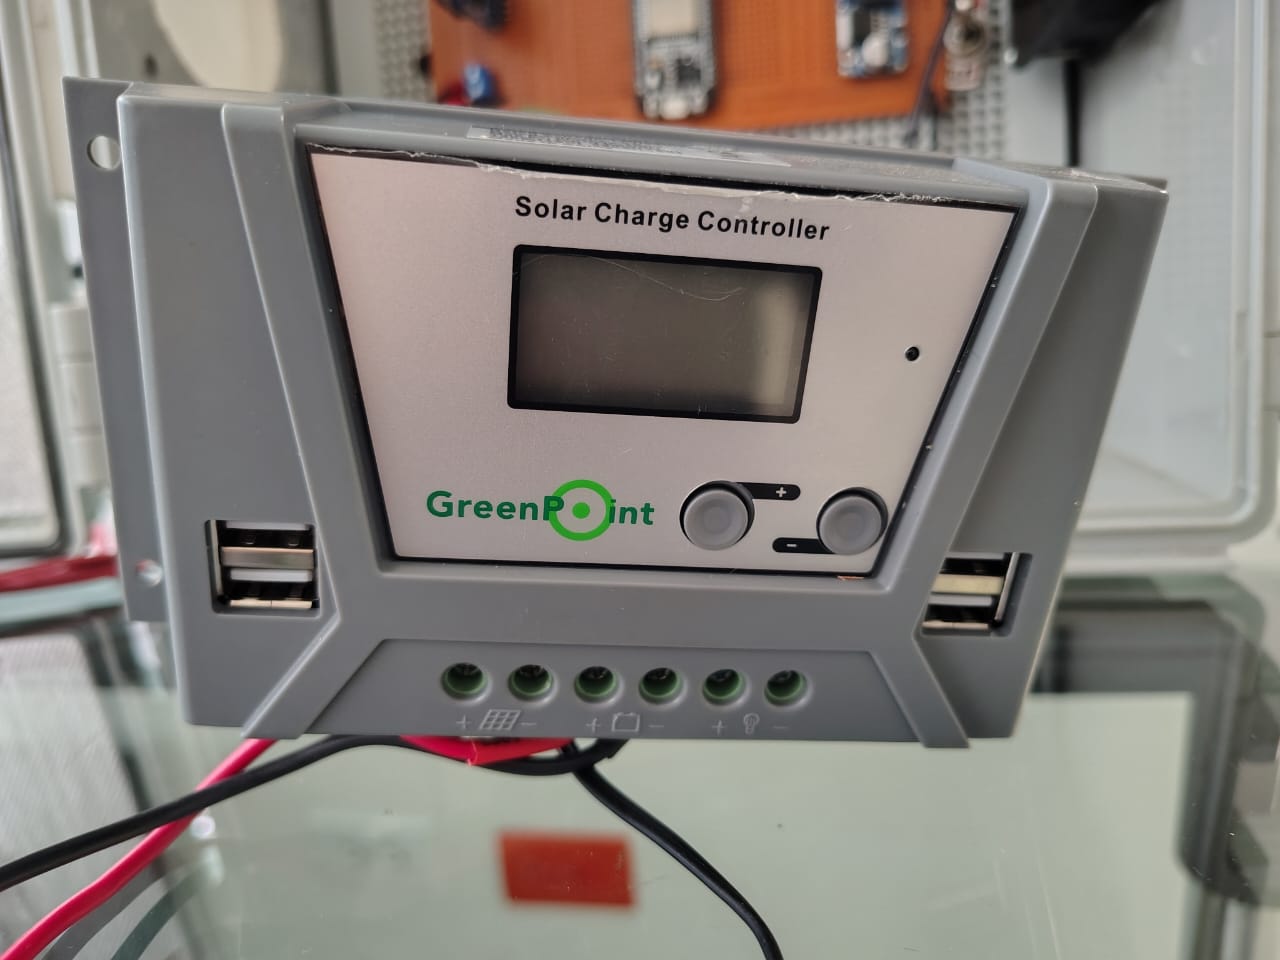 Solar Charge Controller
GreenPoint
+
-
+ - + - + -